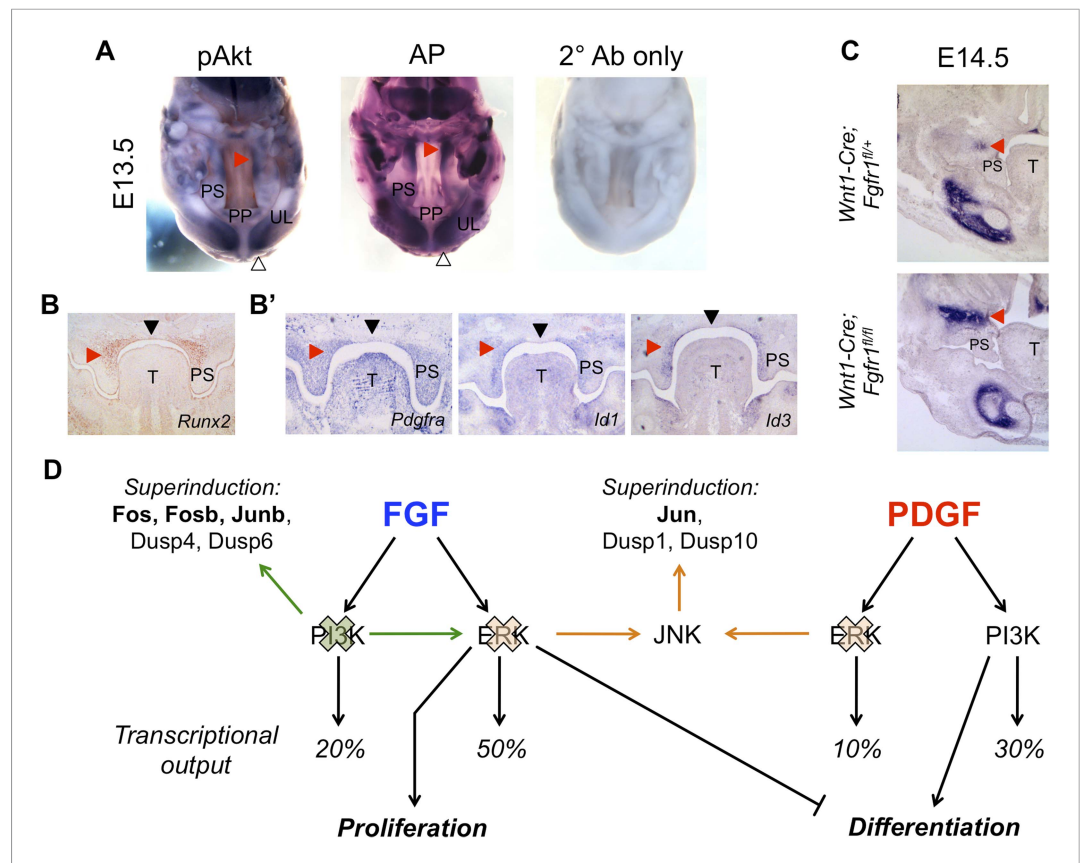 A
pAkt
AP
2° Ab only
E13.5
PS
PP
UL
PS
PP
UL
C
E14.5
Wnt1-Cre;
Fgfr1fl/+
PS
T
Wnt1-Cre;
Fgfr1fl/fl
PS
T
B
T
PS
Runx2
B’
T
PS
Pdgfra
T
Id1
T
PS
Id3
D
Superinduction:
Fos, Fosb, Junb,
Dusp4, Dusp6
FGF
Superinduction:
Jun,
Dusp1, Dusp10
PDGF
PI3K
ERK
JNK
ERK
PI3K
Transcriptional
output
20%
50%
10%
30%
Proliferation
Differentiation